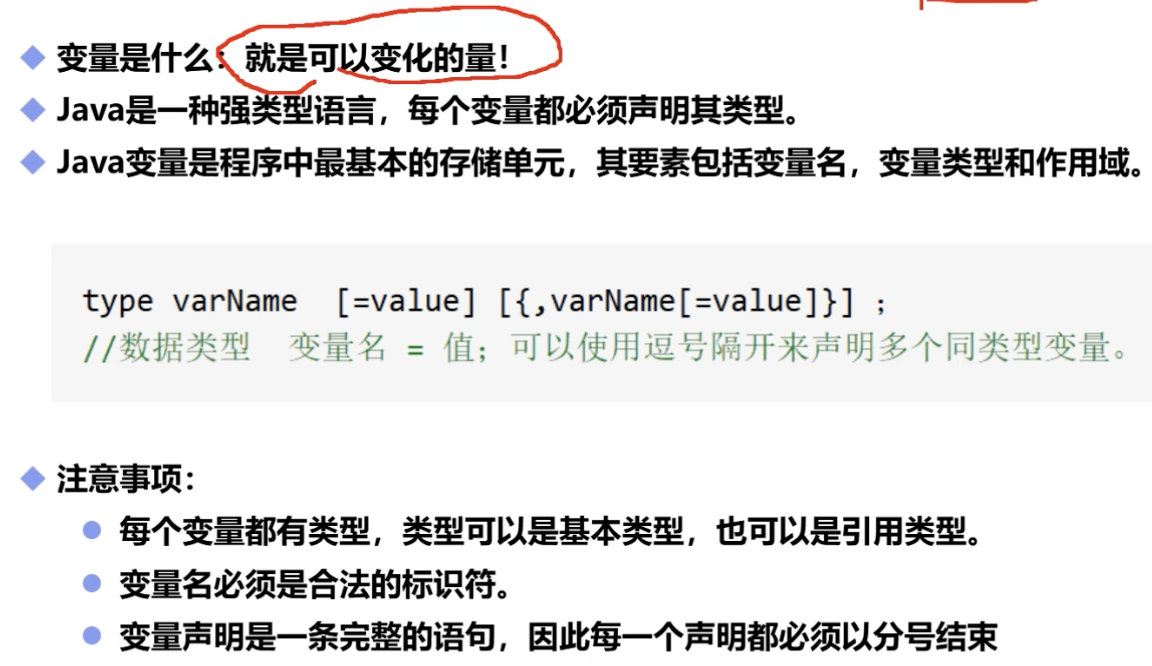 变量是什么：就是可以变化的量！
Java是一种强类型语言，每个变量都必须声明其类型。
Java变量是程序中最基本的存储单元，其要素包括变量名，变量类型和作用域。
type varName  [=value] [{,varName[=value]}] ;
//数据类型  变量名 = 值；可以使用逗号隔开来声明多个同类型变量。
注意事项：
每个变量都有类型，类型可以是基本类型，也可以是引用类型。
变量名必须是合法的标识符。
变量声明是一条完整的语句，因此每一个声明都必须以分号结束